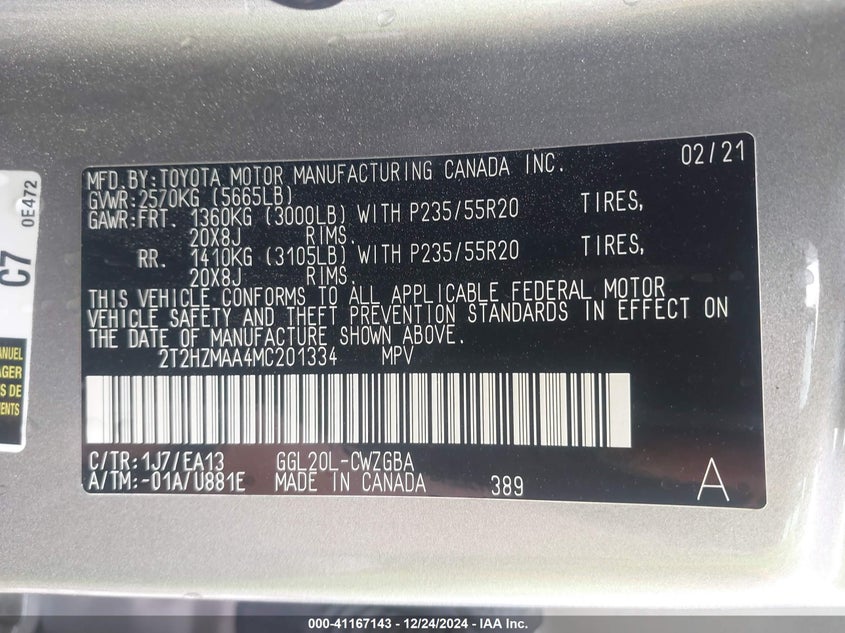 MFD.BY:TOYOTA MOTOR MANUFACTURING CANADA INC. 02/21
GVWR:2570KG (5665LB)
GAWR:FRT. 1360KG (3000LB) WITH P235/55R20 TIRES,
20X8J RIMS.
RR. 1410KG (3105LB) WITH P235/55R20 TIRES,
20X8J RIMS.
THIS VEHICLE CONFORMS TO ALL APPLICABLE FEDERAL MOTOR
VEHICLE SAFETY AND THEFT PREVENTION STANDARDS IN EFFECT ON
THE DATE OF MANUFACTURE SHOWN ABOVE.
2T2HZMAA4MC201334 MPV
C/TR:1J7/EA13 GGL20L-CWZGBA
A/TM:-01A/U881E MADE IN CANADA 389 A
C7
0E472
ANUEL
AGER
S DE
ENTS
000-41167143 - 12/24/2024 - IAA Inc.